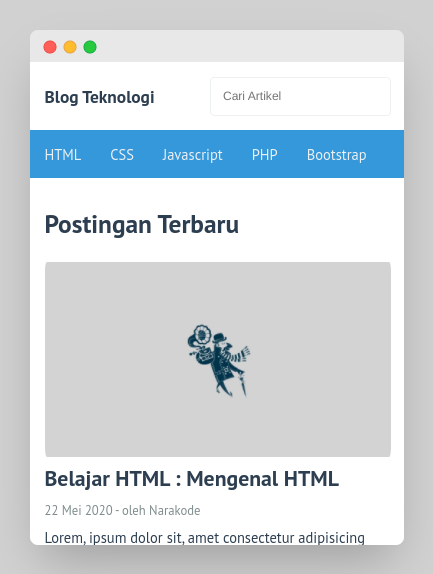 Blog Teknologi
Cari Artikel
HTML CSS Javascript PHP Bootstrap
Postingan Terbaru
Belajar HTML : Mengenal HTML
22 Mei 2020 - oleh Narakode
Lorem, ipsum dolor sit, amet consectetur adipisicing